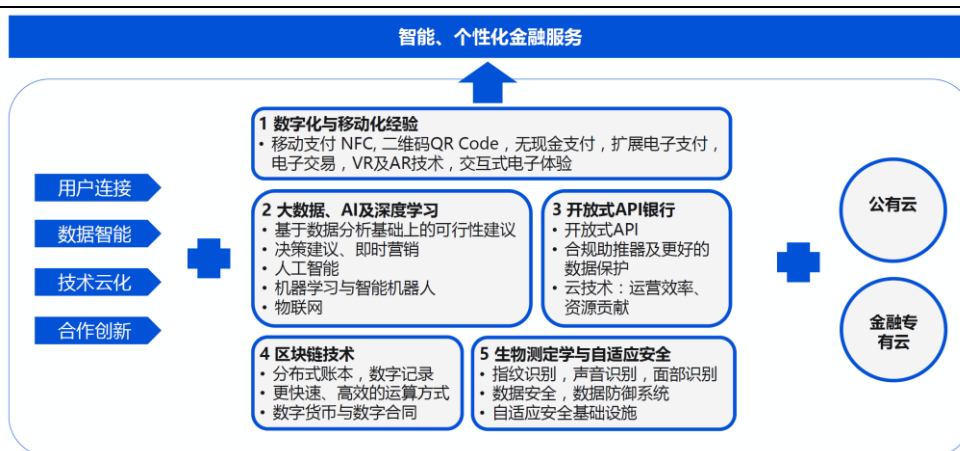 智能、个性化金融服务
1 数字化与移动化经验
• 移动支付 NFC, 二维码QR Code，无现金支付，扩展电子支付，
电子交易，VR及AR技术，交互式电子体验
用户连接
数据智能
技术云化
合作创新
2 大数据、AI及深度学习
• 基于数据分析基础上的可行性建议
• 决策建议、即时营销
• 人工智能
• 机器学习与智能机器人
• 物联网
3 开放式API银行
• 开放式API
• 合规助推器及更好的
数据保护
• 云技术：运营效率、
资源贡献
4 区块链技术
• 分布式账本，数字记录
• 更快速、高效的运算方式
• 数字货币与数字合同
5 生物测定学与自适应安全
• 指纹识别，声音识别，面部识别
• 数据安全，数据防御系统
• 自适应安全基础设施
公有云
金融专
有云